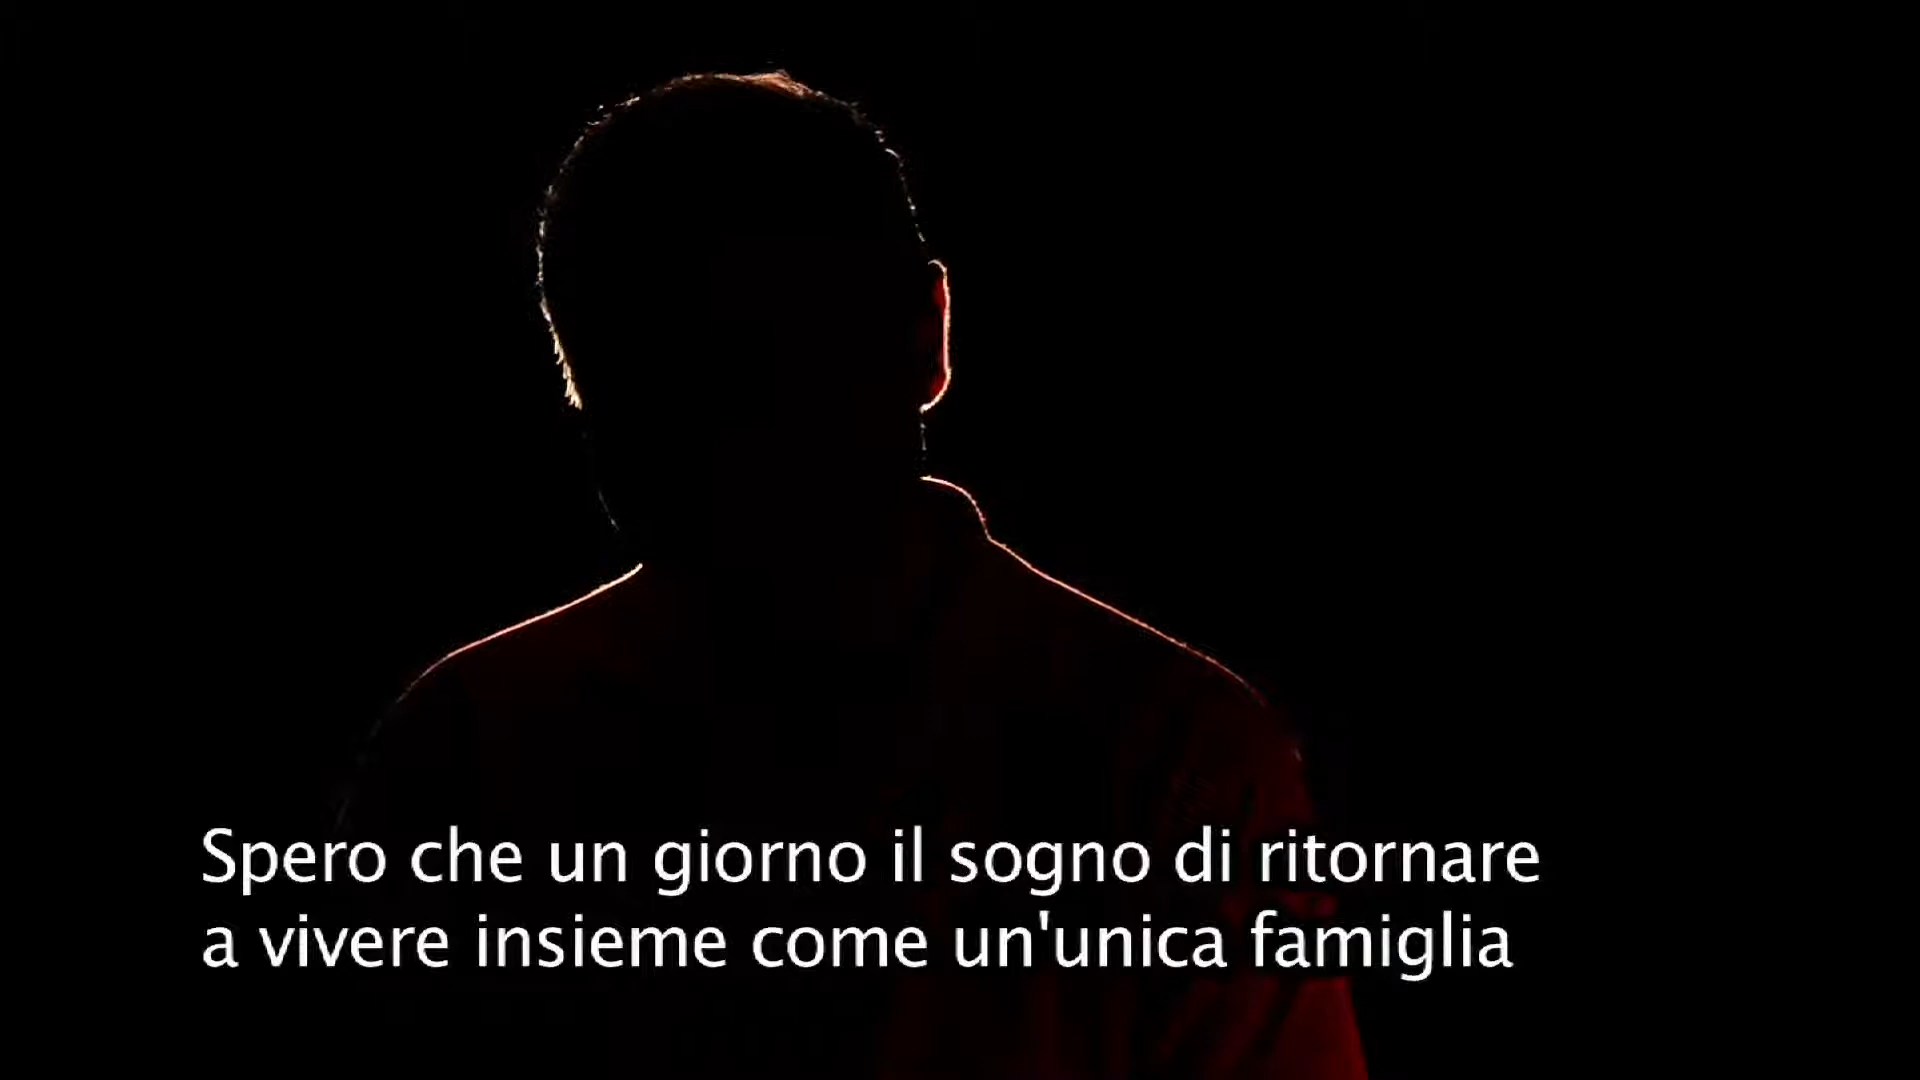 Spero che un giorno il sogno di ritornare
a vivere insieme come un'unica famiglia